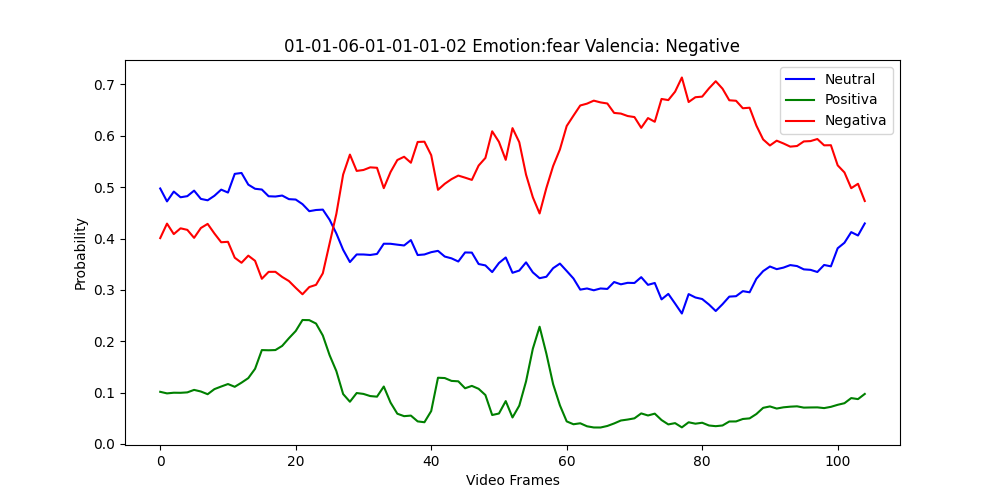 01-01-06-01-01-01-02 Emotion:fear Valencia: Negative
Neutral
Positiva
Negativa
Probability
0.7
0.6
0.5
0.4
0.3
0.2
0.1
0.0
0 20 40 60 80 100
Video Frames